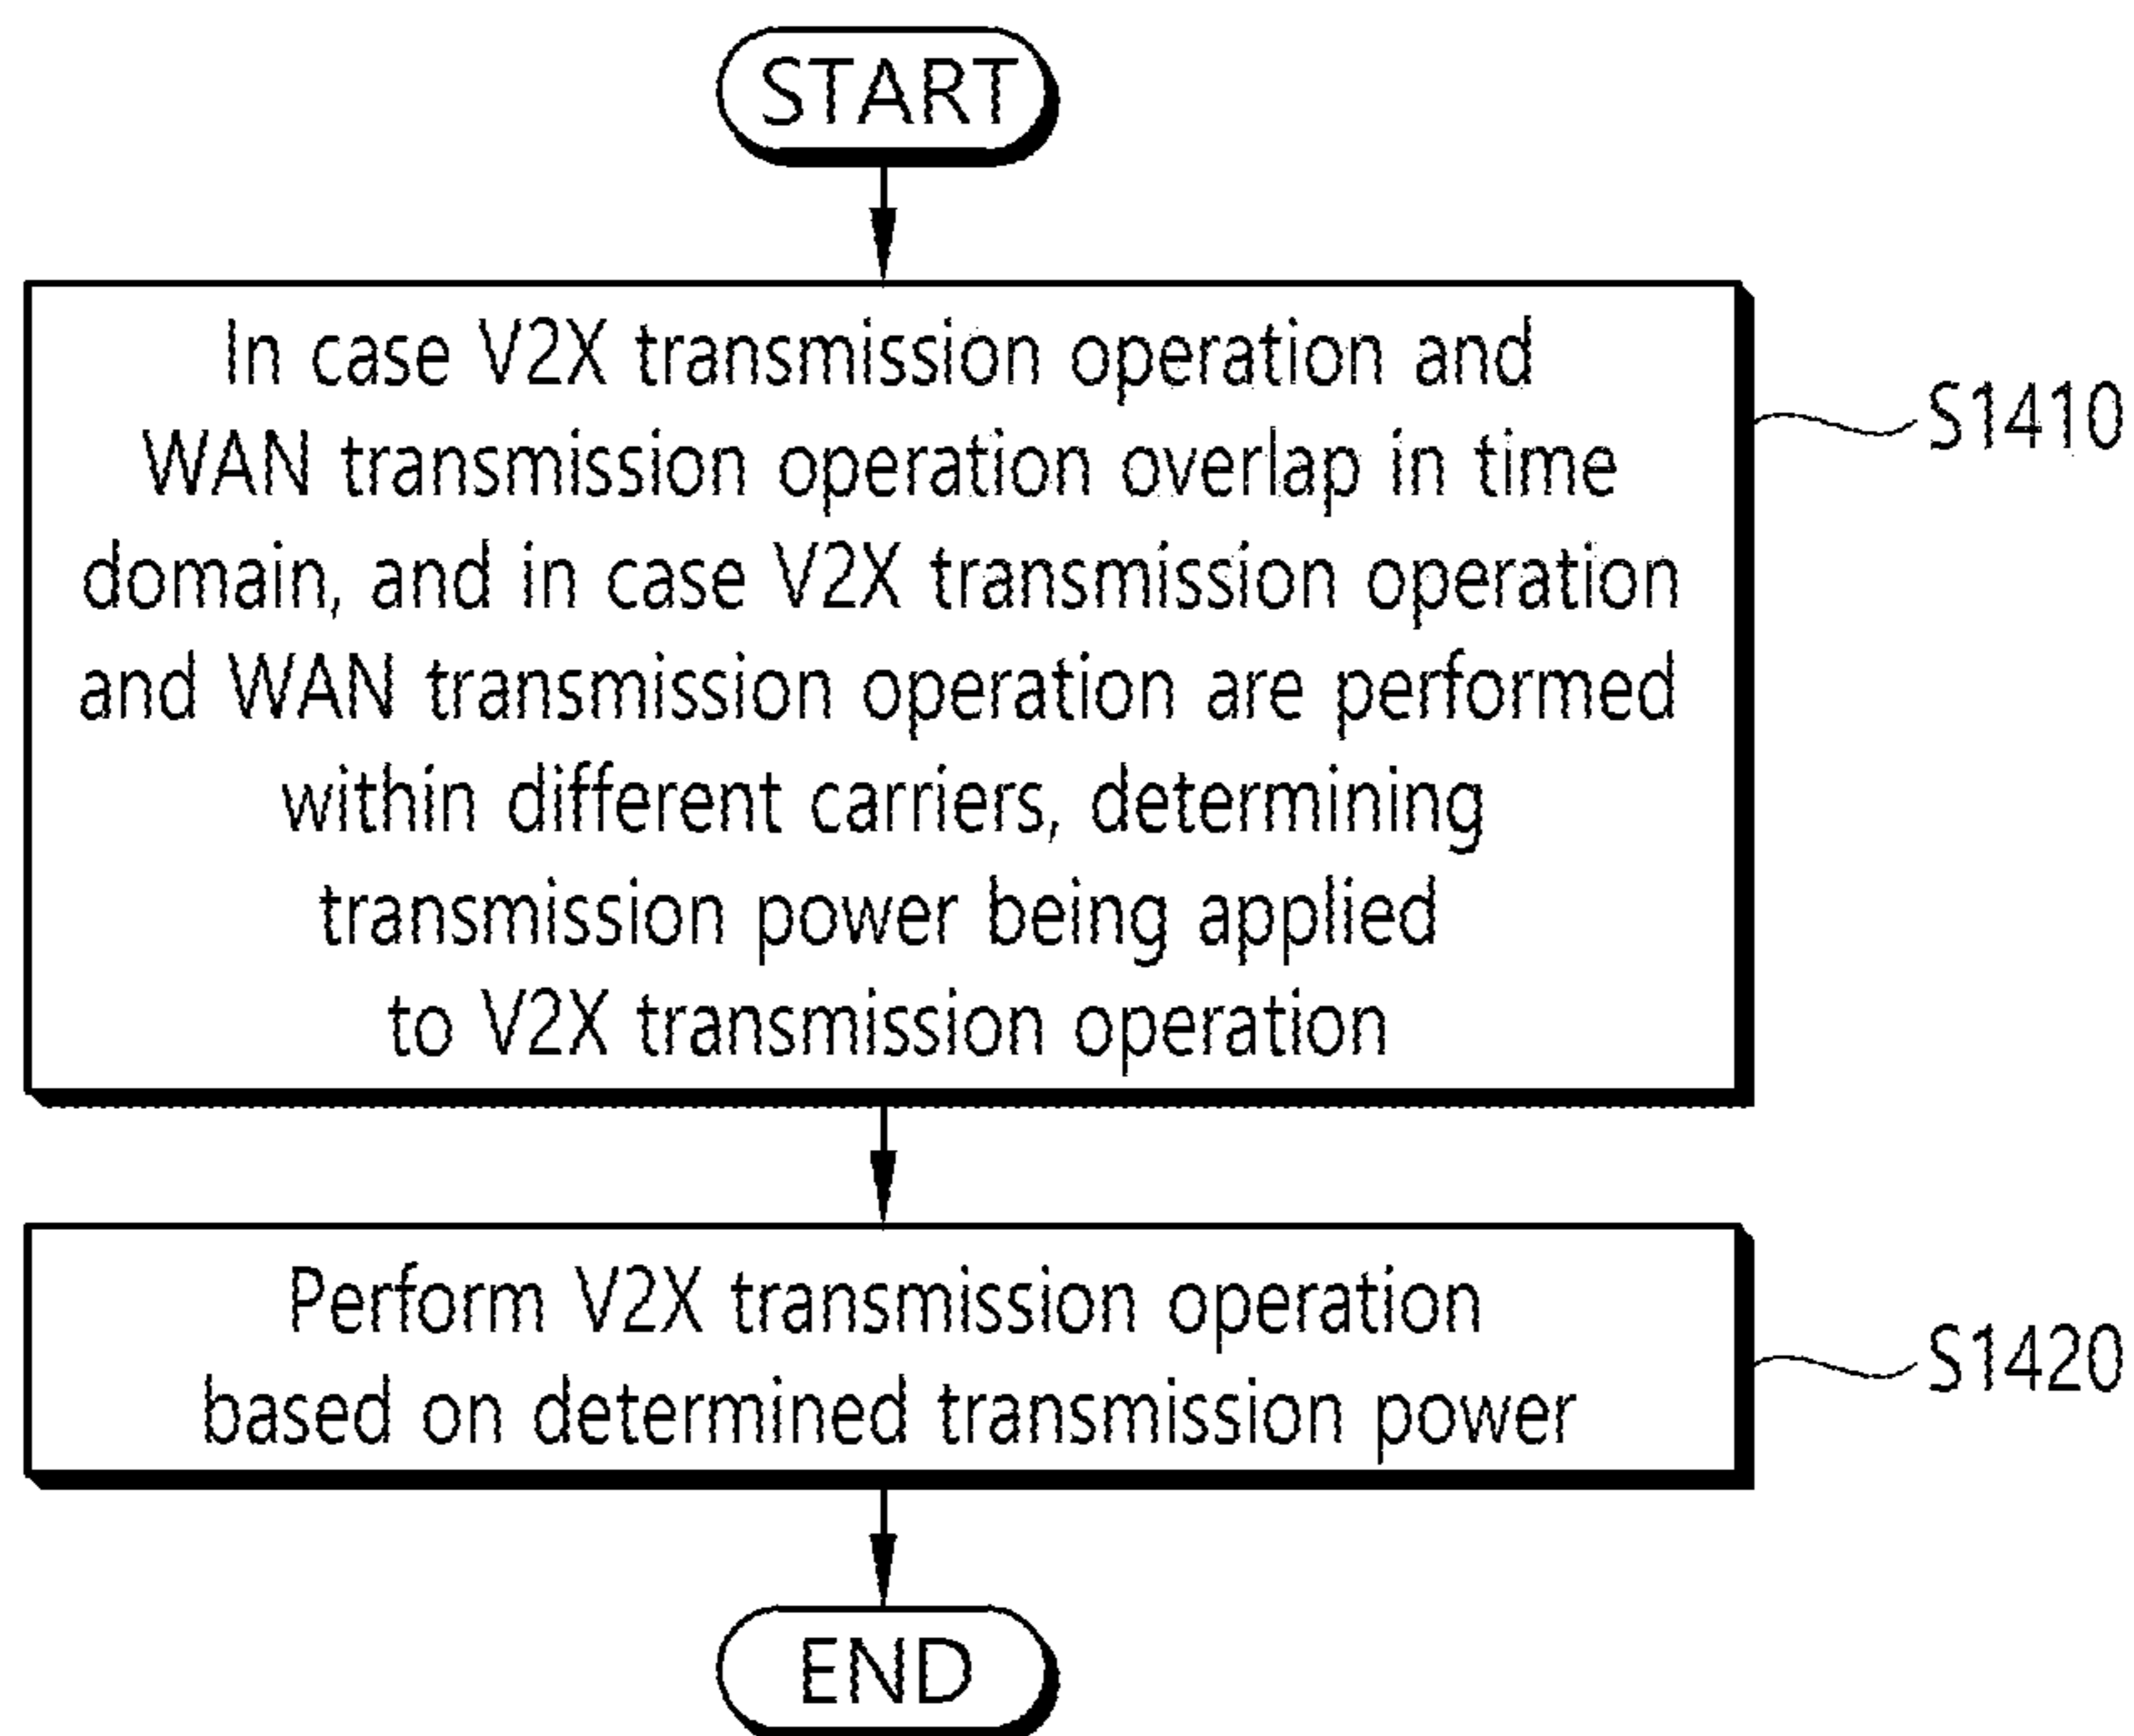 START
In case V2X transmission operation and
WAN transmission operation overlap in time
domain, and in case V2X transmission operation
and WAN transmission operation are performed
within different carriers, determining
transmission power being applied
to V2X transmission operation
S1410
Perform V2X transmission operation
based on determined transmission power
S1420
END